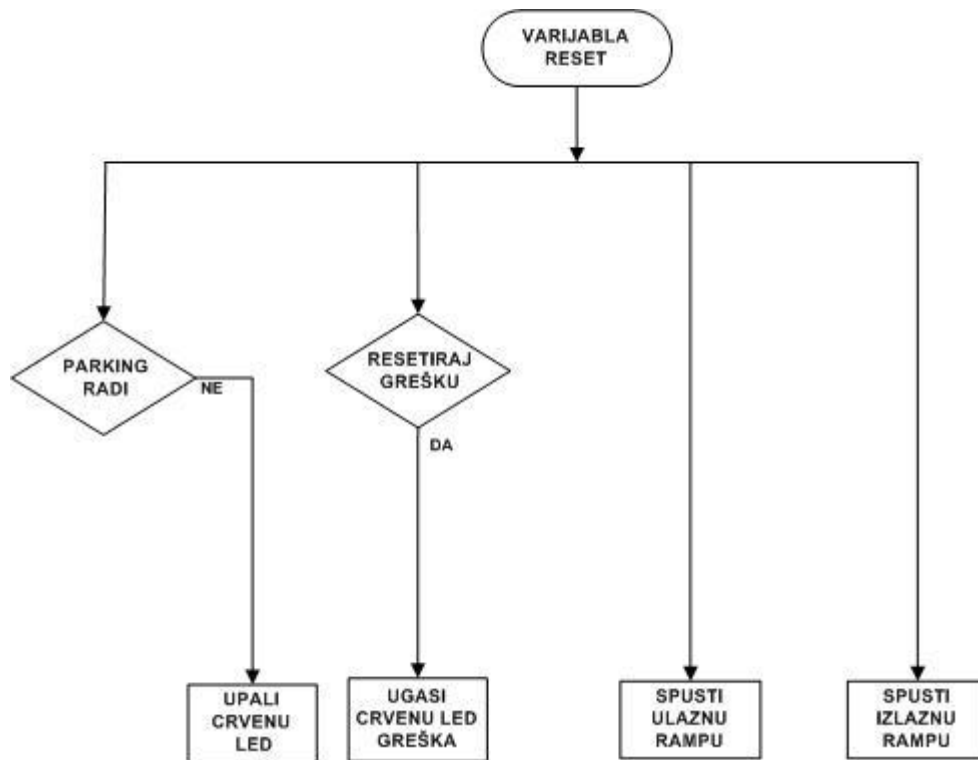 VARIJABLA
RESET
PARKING
RADI
NE
RESETIRAJ
GREŠKU
DA
UPALI
CRVENU
LED
UGASI
CRVENU LED
GREŠKA
SPUSTI
ULAZNU
RAMPU
SPUSTI
IZLAZNU
RAMPU